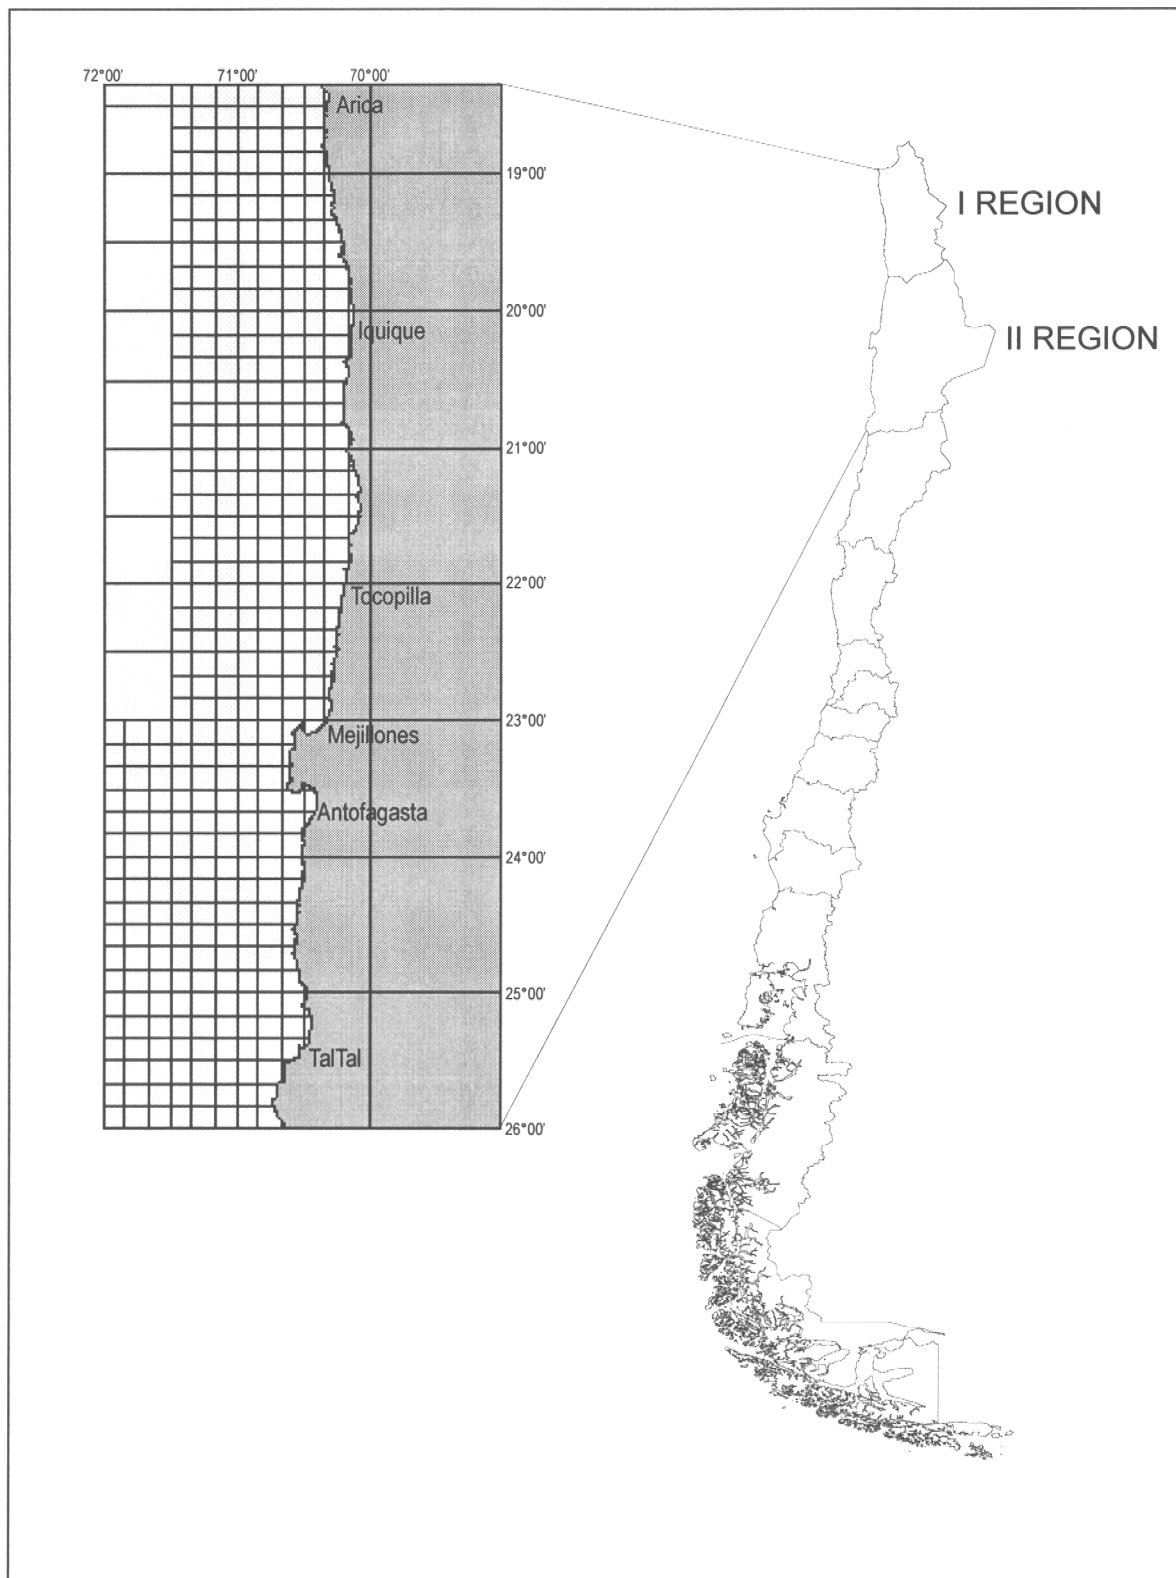 72°00' 71°00' 70°00'
Arica
19°00'
I REGION
20°00'
Iquique
II REGION
21°00'
22°00'
Tocopilla
23°00'
Mejillones
Antofagasta
24°00'
25°00'
TalTal
26°00'